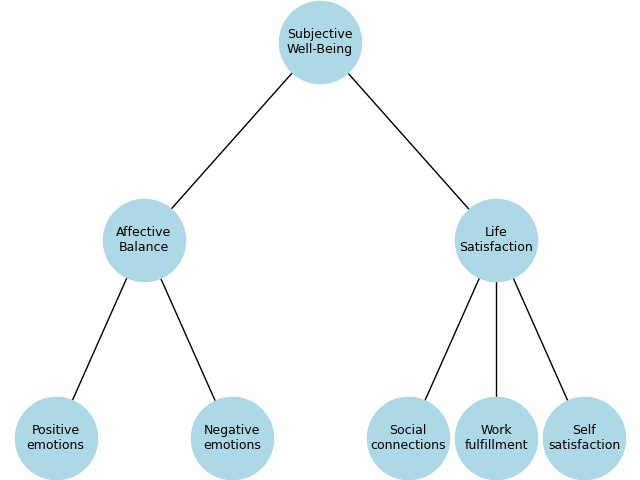 Subjective
Well-Being
Affective
Balance
Life
Satisfaction
Positive
emotions
Negative
emotions
Social
connections
Work
fulfillment
Self
satisfaction